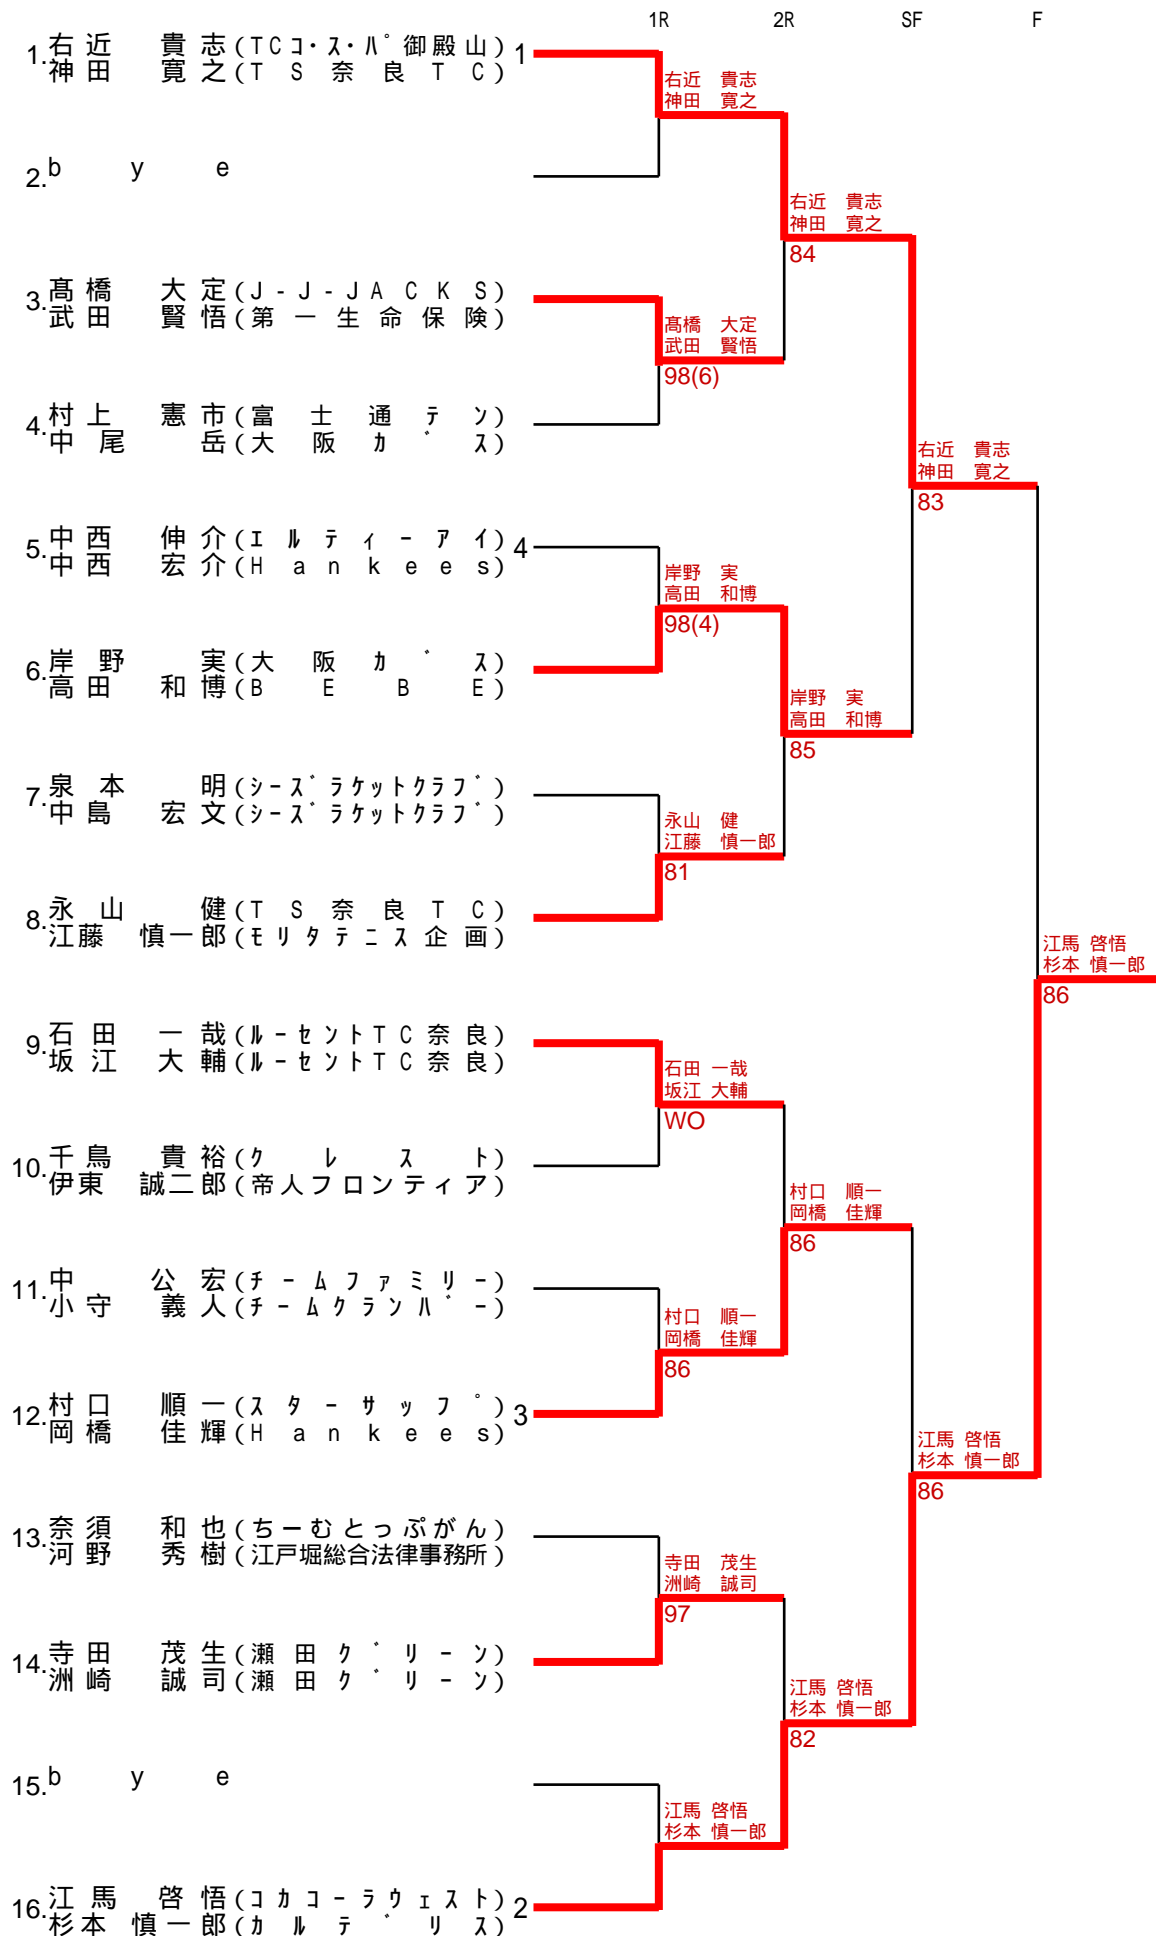 1R 2R SF F
1. 右近 貴志(TCコ・ス・パ御殿山) 1
神田 寛之(TS奈良TC)
右近 貴志
神田 寛之
2. bye
右近 貴志
神田 寛之
84
3. 髙橋 大定(J-J-JACKS)
武田 賢悟(第一生命保険)
髙橋 大定
武田 賢悟
98(6)
4. 村上 憲市(富士通テン)
中尾 岳(大阪ガス)
右近 貴志
神田 寛之
83
5. 中西 伸介(エルティーアイ) 4
中西 宏介(Hankees)
岸野 実
高田 和博
98(4)
6. 岸野 実(大阪ガス)
高田 和博(BEBE)
岸野 実
高田 和博
85
7. 泉本 明(シーズラケットクラブ)
中島 宏文(シーズラケットクラブ)
永山 健
江藤 慎一郎
81
8. 永山 健(TS奈良TC)
江藤 慎一郎(モリタテニス企画)
江馬 啓悟
杉本 慎一郎
86
9. 石田 一哉(ルーセントTC奈良)
坂江 大輔(ルーセントTC奈良)
石田 一哉
坂江 大輔
WO
10. 千鳥 貴裕(クレスト)
伊東 誠二郎(帝人フロンティア)
村口 順一
岡橋 佳輝
86
11. 中 公宏(チームファミリー)
小守 義人(チームクランバー)
村口 順一
岡橋 佳輝
86
12. 村口 順一(スターサップ) 3
岡橋 佳輝(Hankees)
江馬 啓悟
杉本 慎一郎
86
13. 奈須 和也(ちーむとっぷがん)
河野 秀樹(江戸堀総合法律事務所)
寺田 茂生
洲崎 誠司
97
14. 寺田 茂生(瀬田グリーン)
洲崎 誠司(瀬田グリーン)
江馬 啓悟
杉本 慎一郎
82
15. bye
江馬 啓悟
杉本 慎一郎
16. 江馬 啓悟(コカコーラウェスト) 2
杉本 慎一郎(カルデリス)